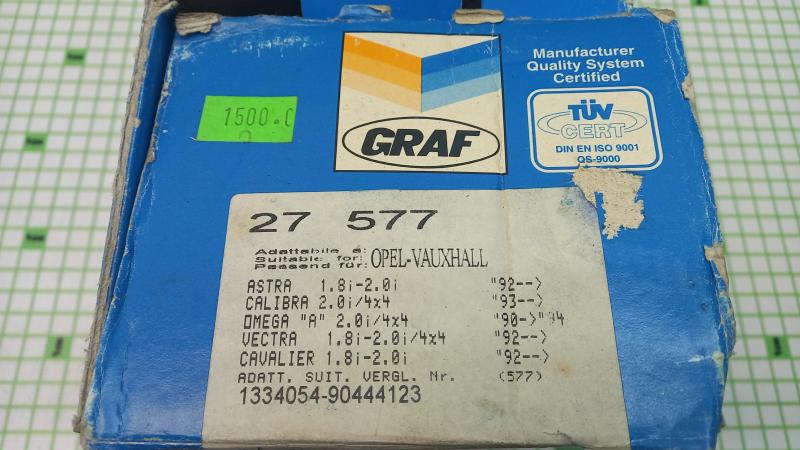 Manufacturer
Quality System
Certified
TÜV
CERT
DIN EN ISO 9001
QS-9000
1500.0
GRAF
27 577
Adattabile a:
Suitable for: OPEL-VAUXHALL
Passend für:
ASTRA 1.8i-2.0i "92-->
CALIBRA 2.0i/4x4 "93-->
OMEGA "A" 2.0i/4x4 "90->"94
VECTRA 1.8i-2.0i/4x4 "92-->
CAVALIER 1.8i-2.0i "92-->
ADATT. SUIT. VERGL. Nr. (577)
1334054-90444123